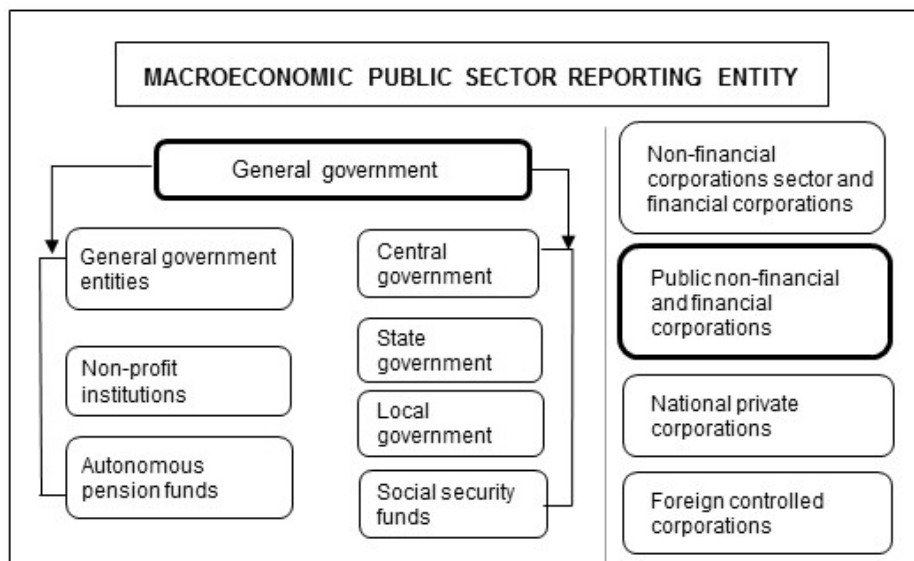 MACROECONOMIC PUBLIC SECTOR REPORTING ENTITY
General government
General government
entities
Non-profit
institutions
Autonomous
pension funds
Central
government
State
government
Local
government
Social security
funds
Non-financial
corporations sector and
financial corporations
Public non-financial
and financial
corporations
National private
corporations
Foreign controlled
corporations